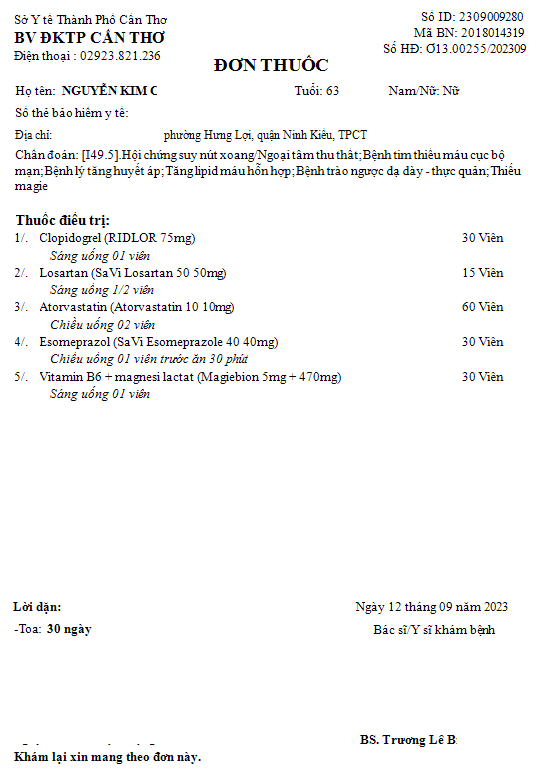 Sở Y tế Thành Phố Cần Thơ
BV ĐKTP CẦN THƠ
Điện thoại : 02923.821.236
Số ID: 2309009280
Mã BN: 2018014319
Số HĐ: Ơ13.00255/202309
ĐƠN THUỐC
Họ tên: NGUYỄN KIM C Tuổi: 63 Nam/Nữ: Nữ
Số thẻ bảo hiểm y tế:
Địa chỉ: phường Hưng Lợi, quận Ninh Kiều, TPCT
Chẩn đoán: [I49.5].Hội chứng suy nút xoang/Ngoại tâm thu thất; Bệnh tim thiếu máu cục bộ
mạn; Bệnh lý tăng huyết áp; Tăng lipid máu hỗn hợp; Bệnh trào ngược dạ dày - thực quản; Thiếu
magie
Thuốc điều trị:
1/. Clopidogrel (RIDLOR 75mg) 30 Viên
Sáng uống 01 viên
2/. Losartan (SaVi Losartan 50 50mg) 15 Viên
Sáng uống 1/2 viên
3/. Atorvastatin (Atorvastatin 10 10mg) 60 Viên
Chiều uống 02 viên
4/. Esomeprazol (SaVi Esomeprazole 40 40mg) 30 Viên
Chiều uống 01 viên trước ăn 30 phút
5/. Vitamin B6 + magnesi lactat (Magiebion 5mg + 470mg) 30 Viên
Sáng uống 01 viên
Lời dặn:
Ngày 12 tháng 09 năm 2023
-Toa: 30 ngày
Bác sĩ/Y sĩ khám bệnh
BS. Trương Lê B
Khám lại xin mang theo đơn này.